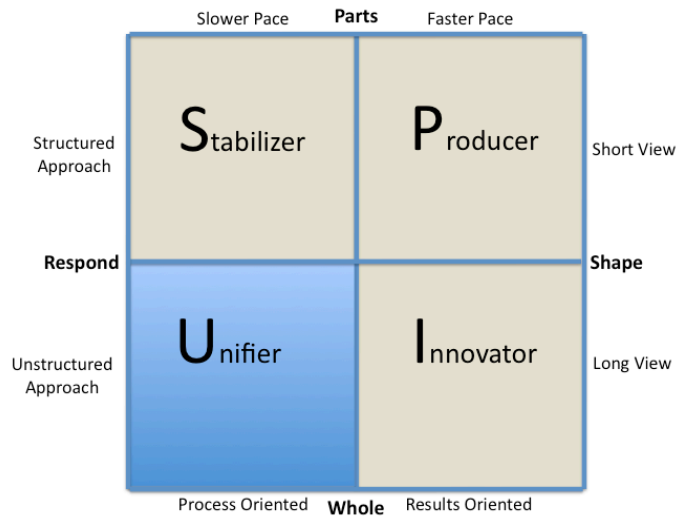 Slower Pace Parts Faster Pace
Stabilizer Producer
Structured
Approach
Short View
Respond Shape
Unifier Innovator
Unstructured
Approach
Long View
Process Oriented Whole Results Oriented